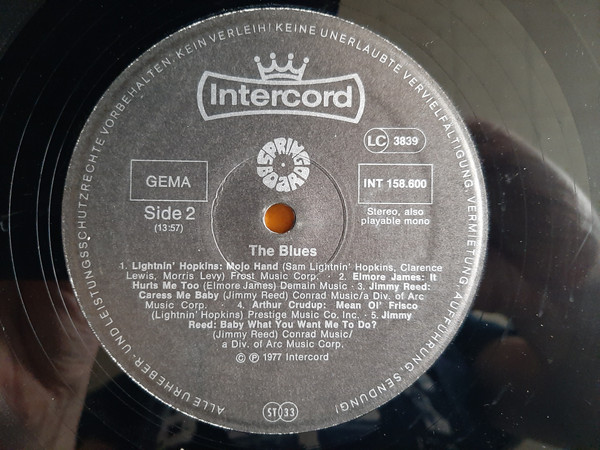 ALLE URHEBER- UND LEISTUNGSSCHUTZRECHTE VORBEHALTEN. KEIN VERLEIH! KEINE UNERLAUBTE VERVIELFÄLTIGUNG, VERMIETUNG, AUFFÜHRUNG, SENDUNG!
Intercord
SPRING
BOARD
LC 3839
GEMA
INT 158.600
Side 2
(13:57)
Stereo, also
playable mono
The Blues
1. Lightnin' Hopkins: Mojo Hand (Sam Lightnin' Hopkins, Clarence
Lewis, Morris Levy) Frost Music Corp. · 2. Elmore James: It
Hurts Me Too (Elmore James) Demain Music · 3. Jimmy Reed:
Caress Me Baby (Jimmy Reed) Conrad Music/a Div. of Arc
Music Corp. · 4. Arthur Crudup: Mean Ol' Frisco
(Lightnin' Hopkins) Prestige Music Co. Inc. · 5. Jimmy
Reed: Baby What You Want Me To Do?
(Jimmy Reed) Conrad Music/
a Div. of Arc Music Corp.
© ℗ 1977 Intercord
ST 33